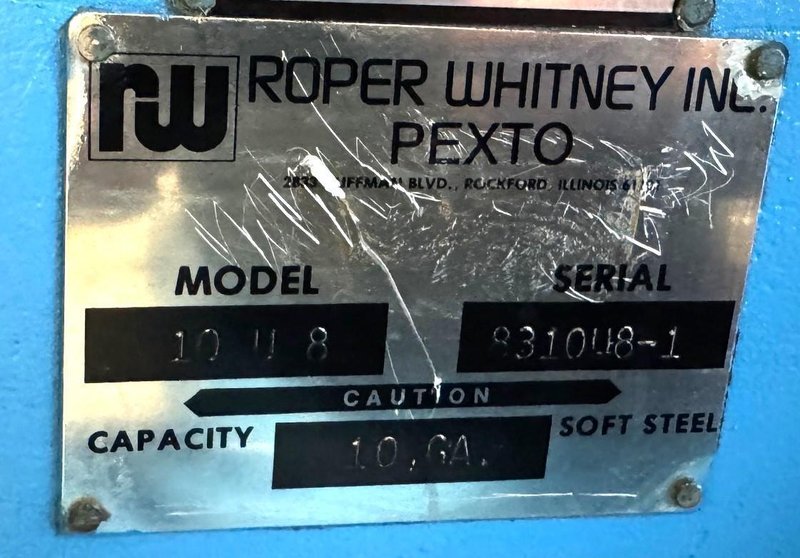 rw ROPER WHITNEY INC.
PEXTO
BLVD., ROCKFORD, ILLINOIS
MODEL SERIAL
10 U 8 8310U8-1
CAUTION
CAPACITY 10.GA. SOFT STEEL